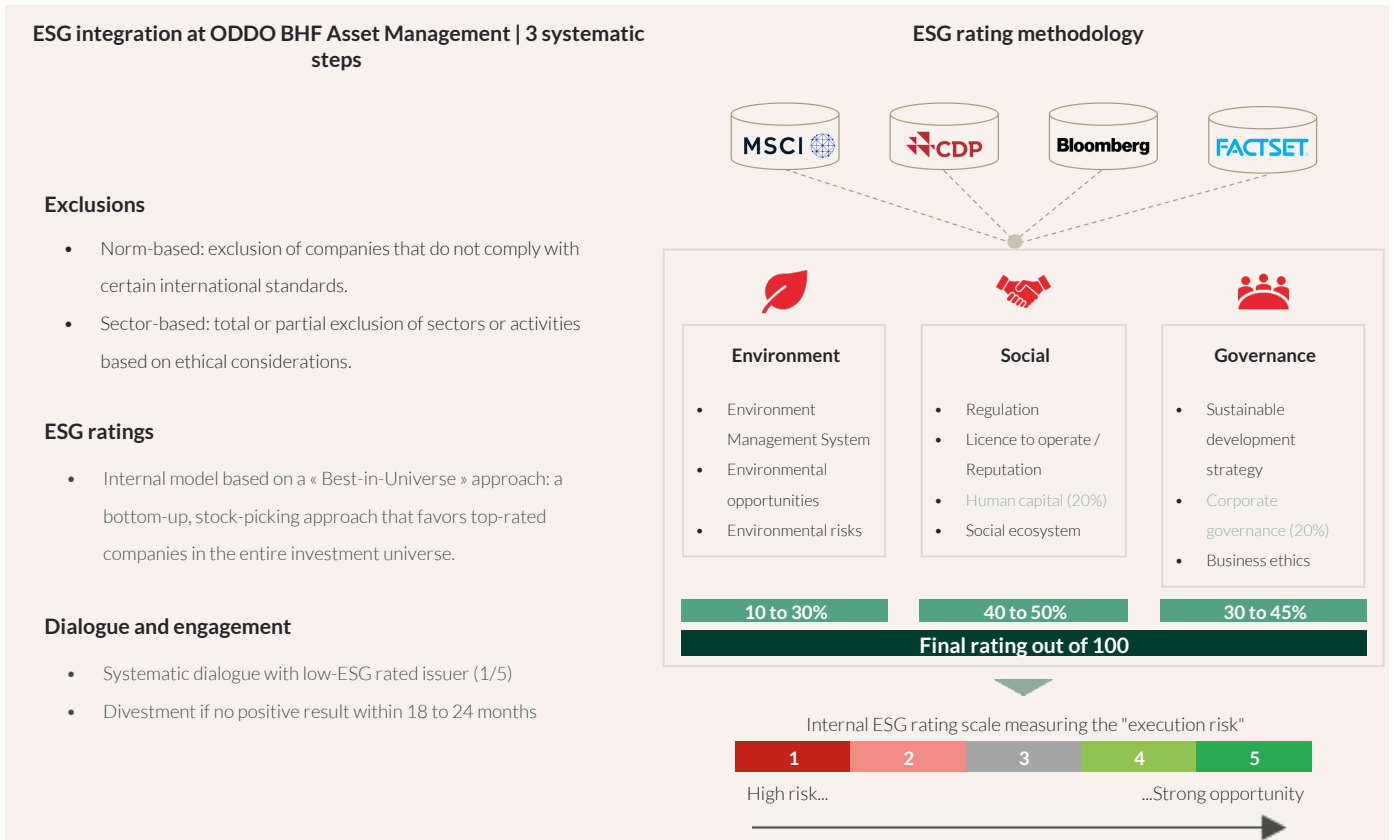 ESG integration at ODDO BHF Asset Management | 3 systematic
steps
Exclusions
• Norm-based: exclusion of companies that do not comply with
certain international standards.
• Sector-based: total or partial exclusion of sectors or activities
based on ethical considerations.
ESG ratings
• Internal model based on a « Best-in-Universe » approach: a
bottom-up, stock-picking approach that favors top-rated
companies in the entire investment universe.
Dialogue and engagement
• Systematic dialogue with low-ESG rated issuer (1/5)
• Divestment if no positive result within 18 to 24 months
ESG rating methodology
MSCI
CDP
Bloomberg
FACTSET
Environment
• Environment
Management System
• Environmental
opportunities
• Environmental risks
10 to 30%
Social
• Regulation
• Licence to operate /
Reputation
• Human capital (20%)
• Social ecosystem
40 to 50%
Governance
• Sustainable
development
strategy
• Corporate
governance (20%)
• Business ethics
30 to 45%
Final rating out of 100
Internal ESG rating scale measuring the "execution risk"
1 2 3 4 5
High risk... ...Strong opportunity